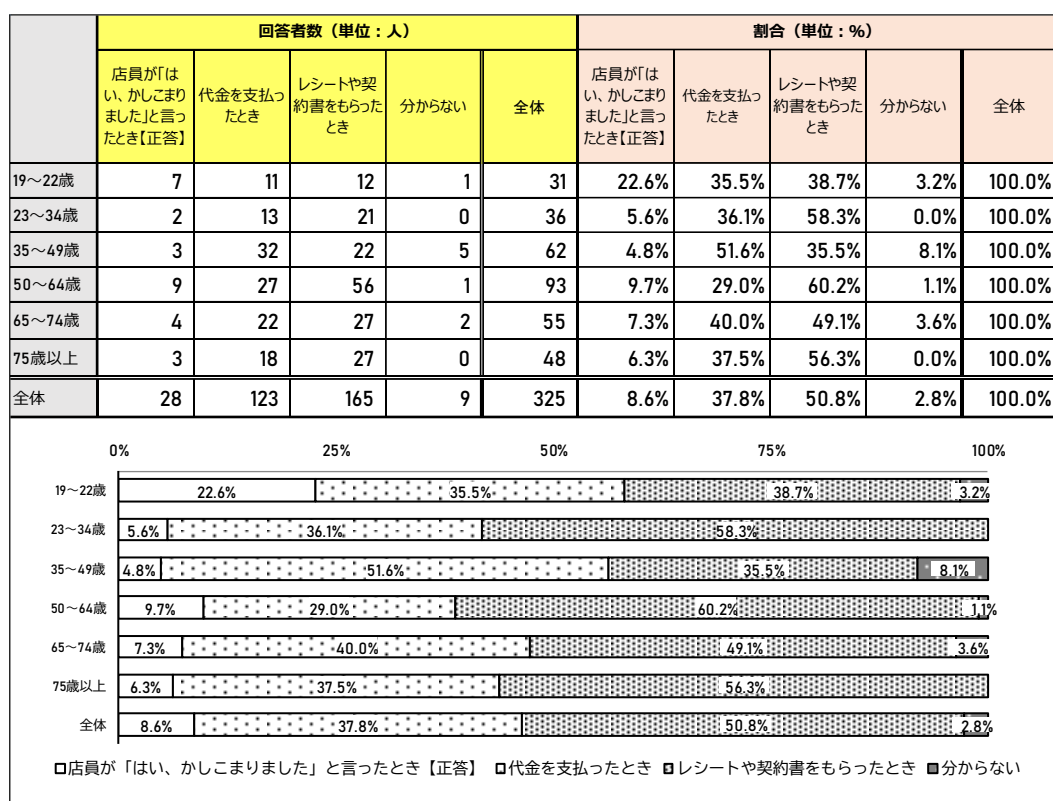 回答者数（単位：人） 割合（単位：%）
店員が「はい、かしこまりました」と言ったとき【正答】 代金を支払ったとき レシートや契約書をもらったとき 分からない 全体 店員が「はい、かしこまりました」と言ったとき【正答】 代金を支払ったとき レシートや契約書をもらったとき 分からない 全体
19～22歳 7 11 12 1 31 22.6% 35.5% 38.7% 3.2% 100.0%
23～34歳 2 13 21 0 36 5.6% 36.1% 58.3% 0.0% 100.0%
35～49歳 3 32 22 5 62 4.8% 51.6% 35.5% 8.1% 100.0%
50～64歳 9 27 56 1 93 9.7% 29.0% 60.2% 1.1% 100.0%
65～74歳 4 22 27 2 55 7.3% 40.0% 49.1% 3.6% 100.0%
75歳以上 3 18 27 0 48 6.3% 37.5% 56.3% 0.0% 100.0%
全体 28 123 165 9 325 8.6% 37.8% 50.8% 2.8% 100.0%
0% 25% 50% 75% 100%
19～22歳 22.6% 35.5% 38.7% 3.2%
23～34歳 5.6% 36.1% 58.3%
35～49歳 4.8% 51.6% 35.5% 8.1%
50～64歳 9.7% 29.0% 60.2% 1.1%
65～74歳 7.3% 40.0% 49.1% 3.6%
75歳以上 6.3% 37.5% 56.3%
全体 8.6% 37.8% 50.8% 2.8%
店員が「はい、かしこまりました」と言ったとき【正答】 代金を支払ったとき レシートや契約書をもらったとき 分からない